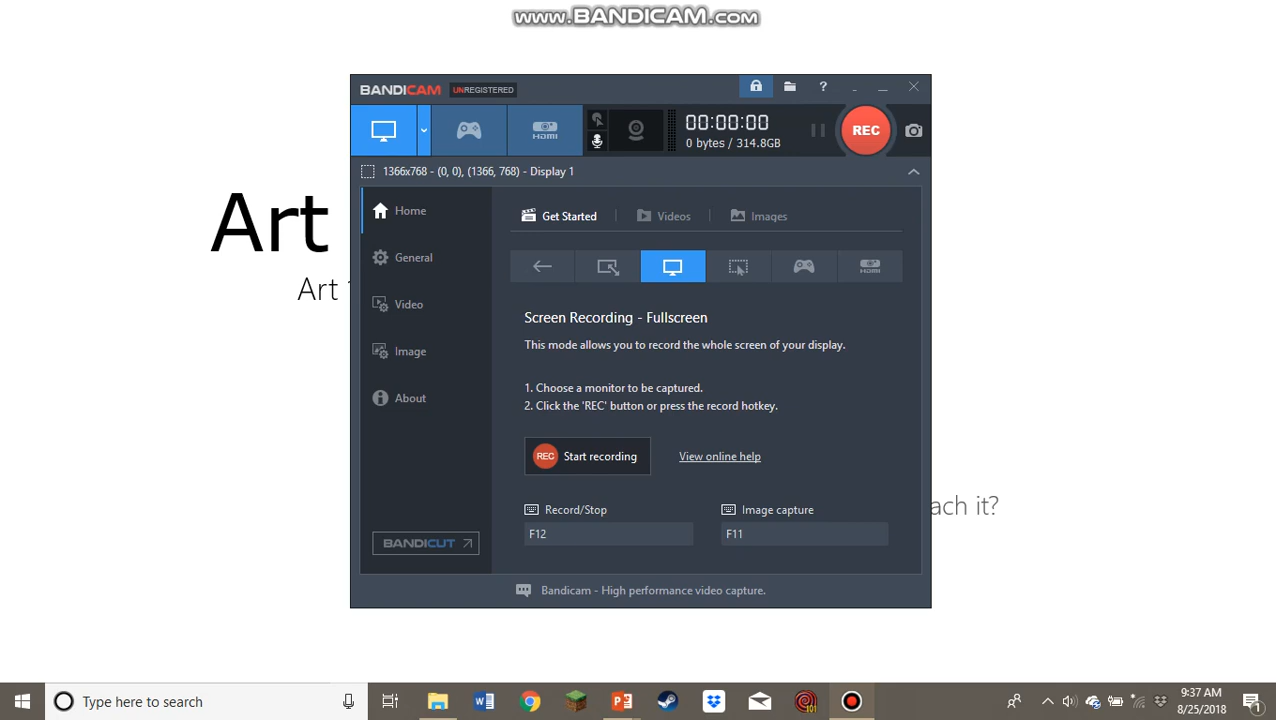 www.BANDICAM.com
BANDICAM UNREGISTERED
?
HDMI
00:00:00
0 bytes / 314.8GB
REC
1366x768 - (0, 0), (1366, 768) - Display 1
Home
General
Video
Image
About
BANDICUT
Get Started
Videos
Images
HDMI
Screen Recording - Fullscreen
This mode allows you to record the whole screen of your display.
1. Choose a monitor to be captured.
2. Click the 'REC' button or press the record hotkey.
REC Start recording
View online help
Record/Stop
F12
Image capture
F11
Bandicam - High performance video capture.
Art
Art
ach it?
Type here to search
101
9:37 AM
8/25/2018
1